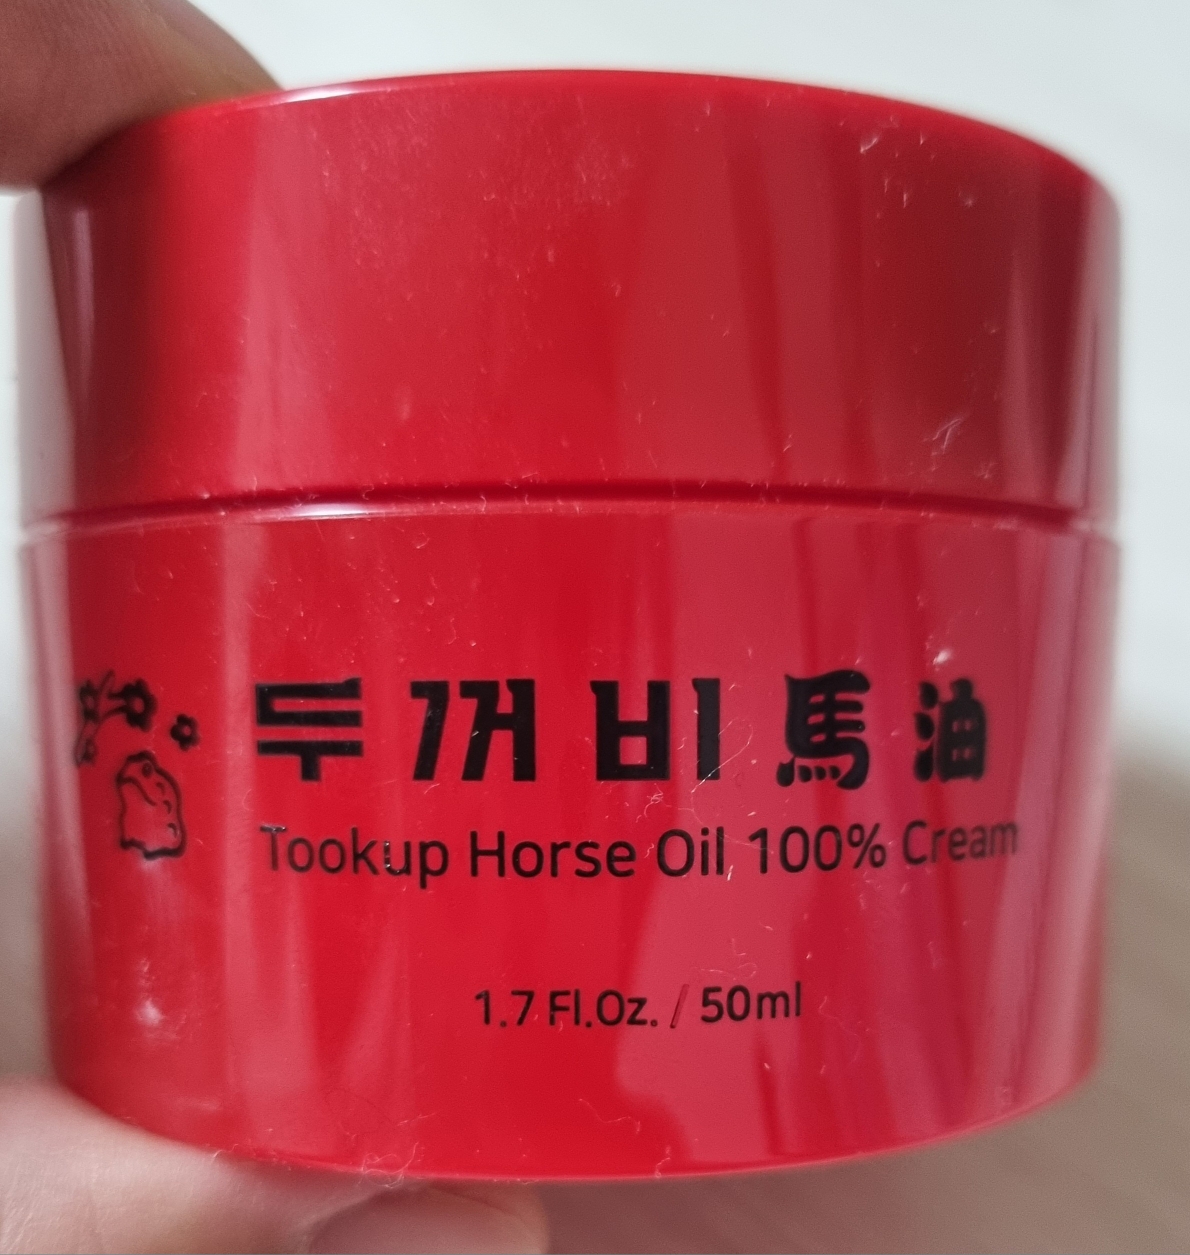 두꺼비馬油
Tookup Horse Oil 100% Cream
1.7 Fl.Oz. / 50ml